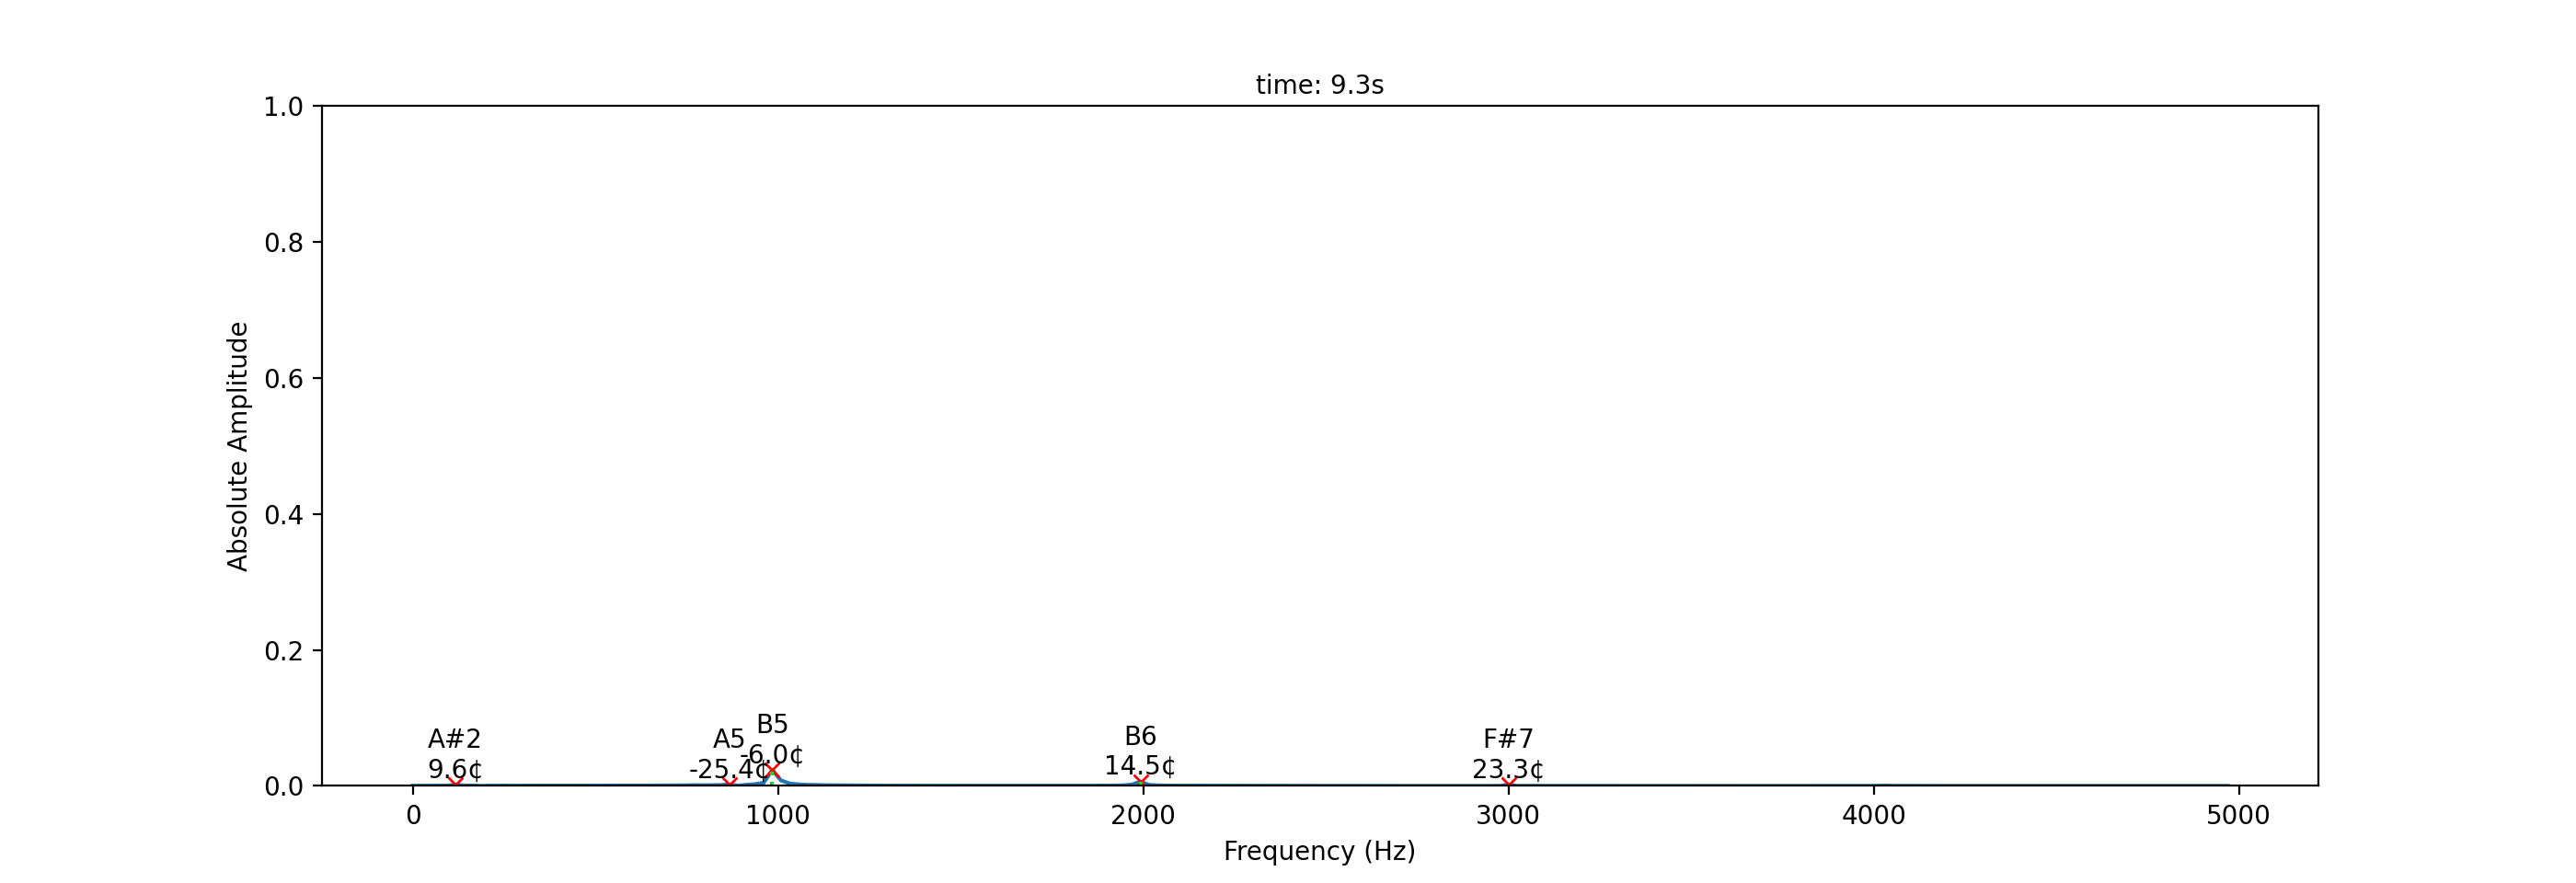 time: 9.3s
1.0
0.8
0.6
0.4
0.2
0.0
Absolute Amplitude
A#2
9.6¢
A5
-25.4¢
B5
-6.0¢
B6
14.5¢
F#7
23.3¢
0 1000 2000 3000 4000 5000
Frequency (Hz)